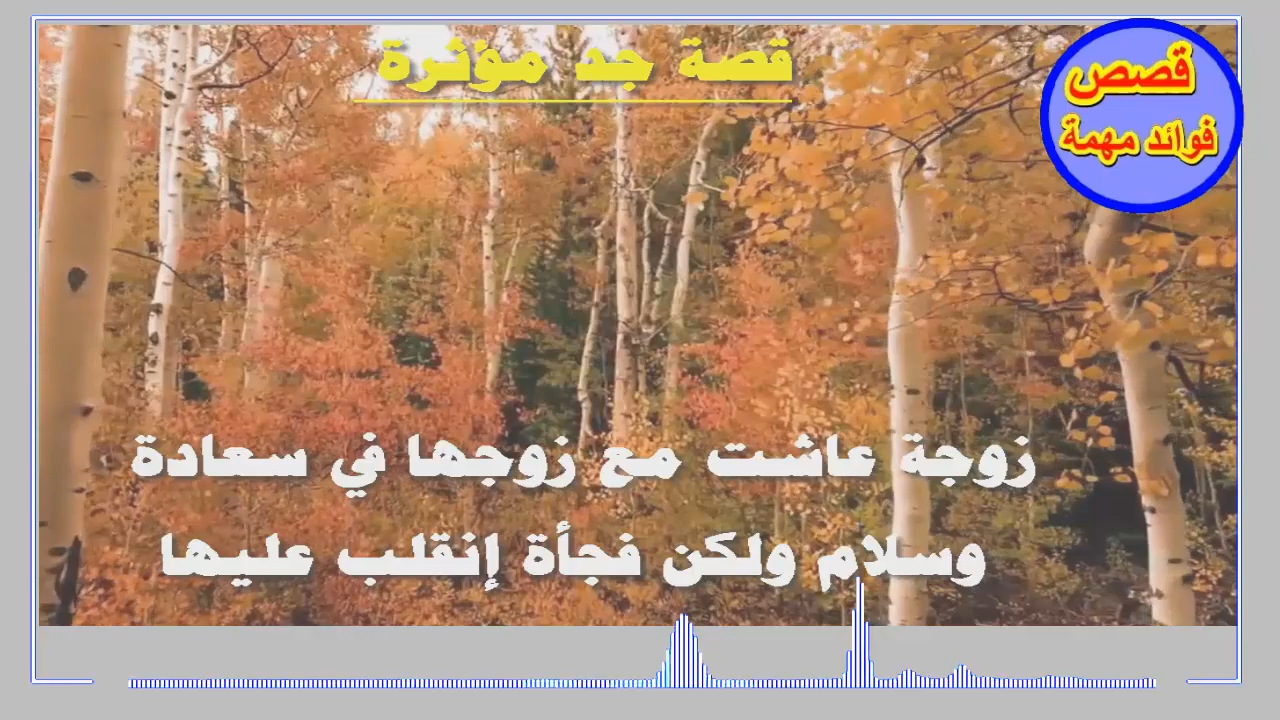 قصة جد مؤثرة
قصص
فوائد مهمة
زوجة عاشت مع زوجها في سعادة
وسلام ولكن فجأة إنقلب عليها